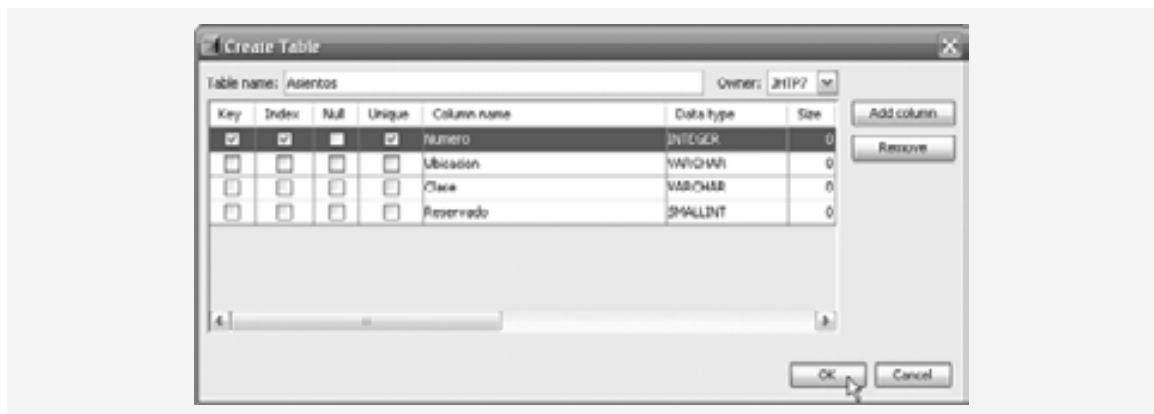 Create Table
Table name: Asientos Owner: JHTP7
Key Index Null Unique Column name Data type Size
Numero INTEGER 0
Ubicacion VARCHAR 0
Clase VARCHAR 0
Reservado SMALLINT 0
Add column
Remove
OK Cancel